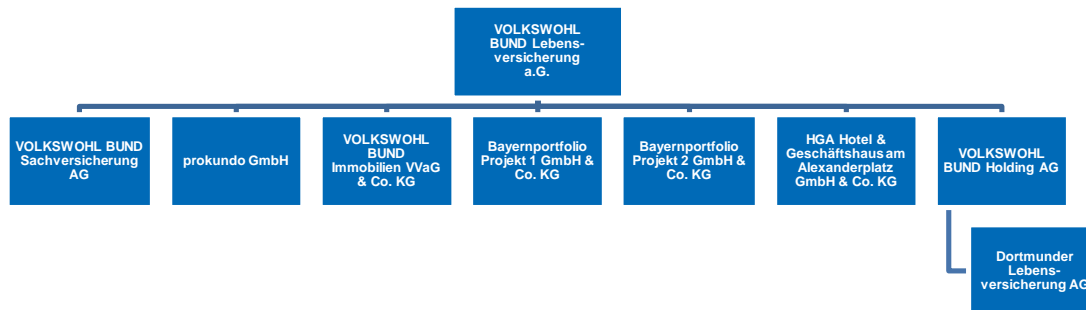 VOLKSWOHL
BUND Lebens-
versicherung
a.G.
VOLKSWOHL BUND
Sachversicherung
AG
prokundo GmbH
VOLKSWOHL
BUND
Immobilien VVaG
& Co. KG
Bayernportfolio
Projekt 1 GmbH &
Co. KG
Bayernportfolio
Projekt 2 GmbH &
Co. KG
HGA Hotel &
Geschäftshaus am
Alexanderplatz
GmbH & Co. KG
VOLKSWOHL
BUND Holding AG
Dortmunder
Lebens-
versicherung AG